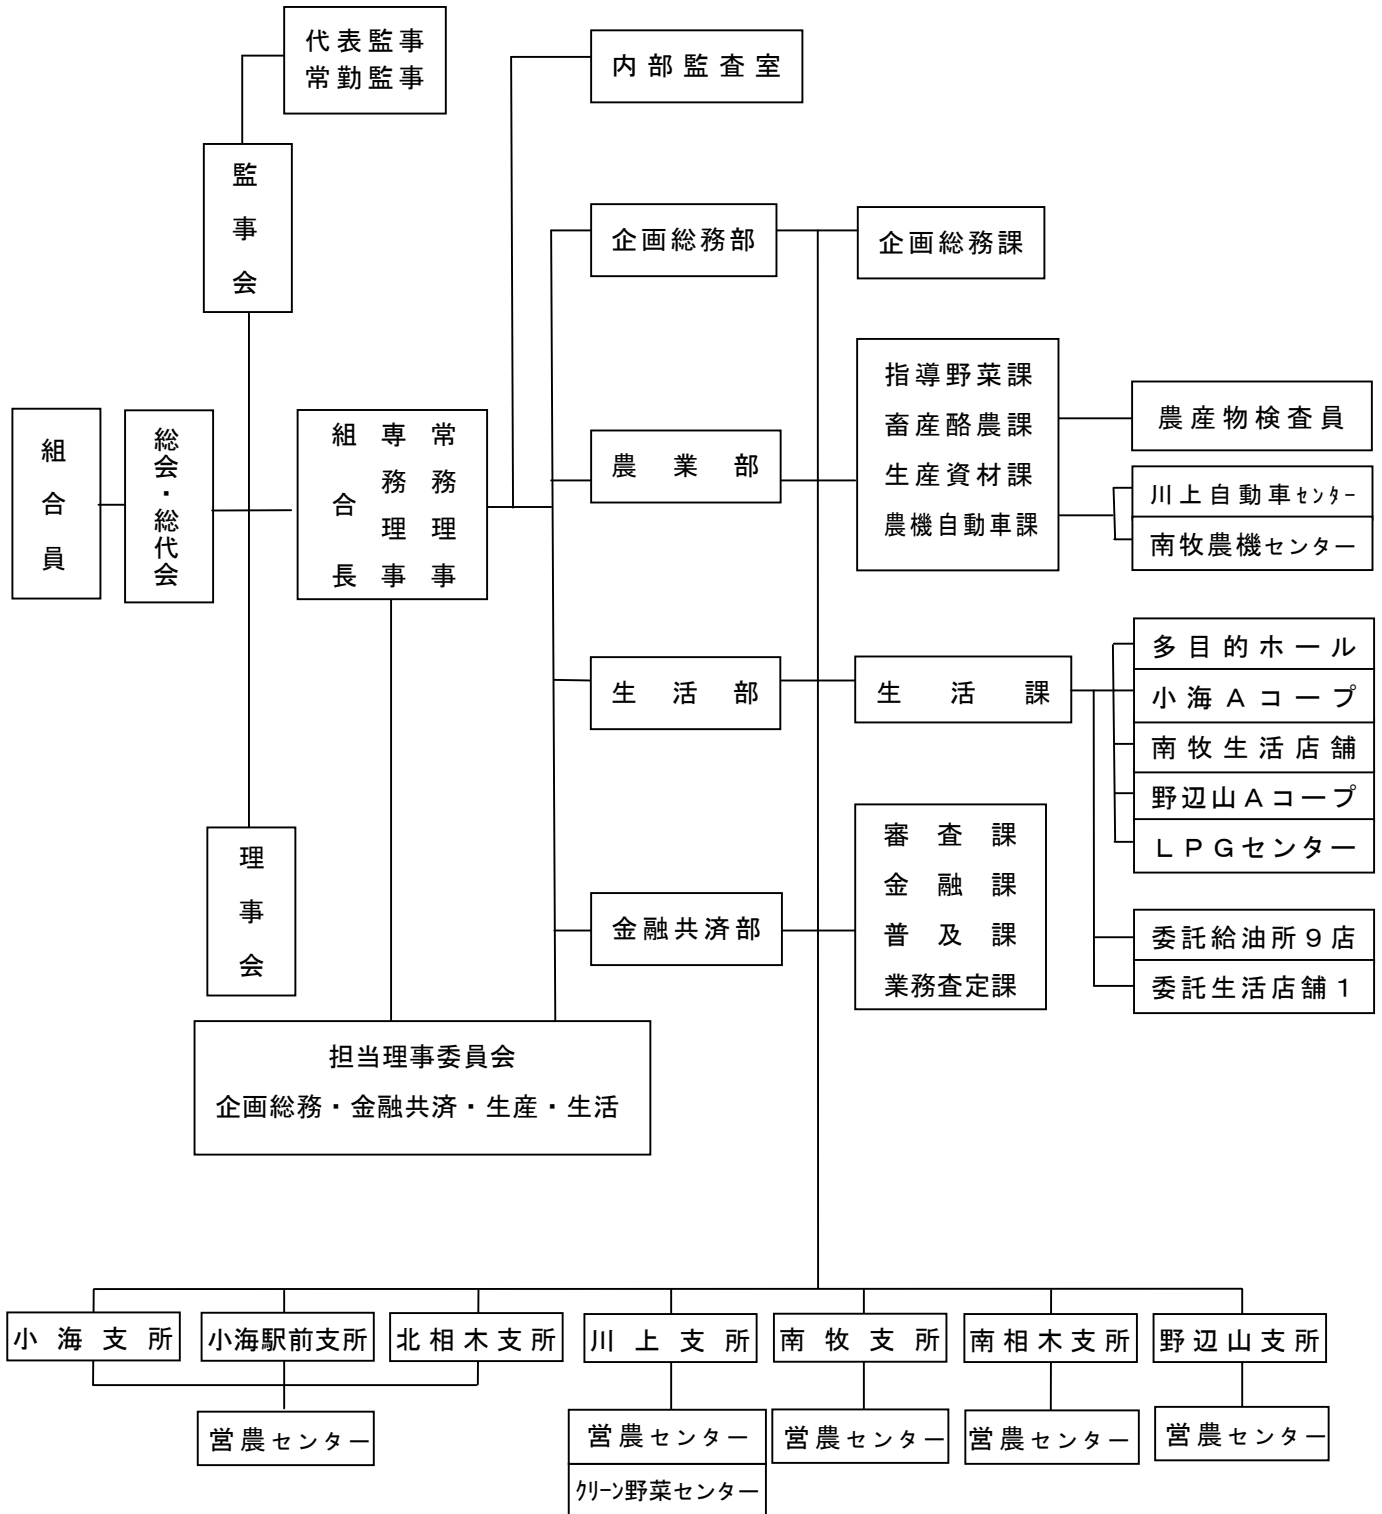 代表監事
常勤監事
内部監査室
監事会
企画総務部
企画総務課
組合員
総会・総代会
組合長
専務理事
常務理事
農業部
指導野菜課
畜産酪農課
生産資材課
農機自動車課
農産物検査員
川上自動車センター
南牧農機センター
生活部
生活課
多目的ホール
小海Aコープ
南牧生活店舗
野辺山Aコープ
LPGセンター
委託給油所9店
委託生活店舗1
理事会
金融共済部
審査課
金融課
普及課
業務査定課
担当理事委員会
企画総務・金融共済・生産・生活
小海支所
小海駅前支所
北相木支所
川上支所
南牧支所
南相木支所
野辺山支所
営農センター
営農センター
クリーン野菜センター
営農センター
営農センター
営農センター